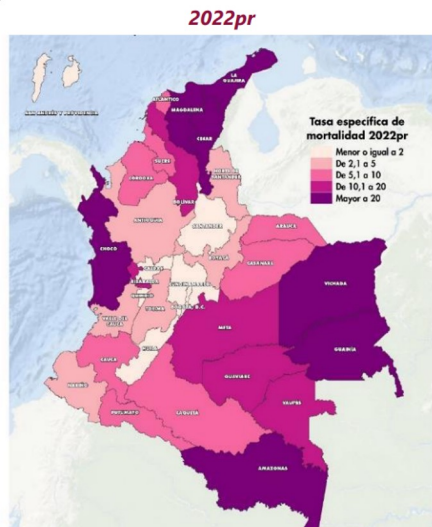 2022pr
LA
GUAJIRA
ATLÁNTICO
MAGDALENA
SAN ANDRÉS Y PROVIDENCIA
CESAR
Tasa específica de
mortalidad 2022pr
Menor o igual a 2
De 2,1 a 5
De 5,1 a 10
De 10,1 a 20
Mayor a 20
SUCRE
NORTE DE
SANTANDER
CÓRDOBA
BOLÍVAR
ANTIOQUIA
SANTANDER
ARAUCA
CHOCÓ
BOYACÁ
CASANARE
CALDAS
RISARALDA
CUNDINAMARCA
VICHADA
QUINDÍO
BOGOTÁ, D.C.
TOLIMA
VALLE DEL
CAUCA
META
GUAINÍA
HUILA
CAUCA
GUAVIARE
NARIÑO
VAUPÉS
PUTUMAYO
CAQUETÁ
AMAZONAS